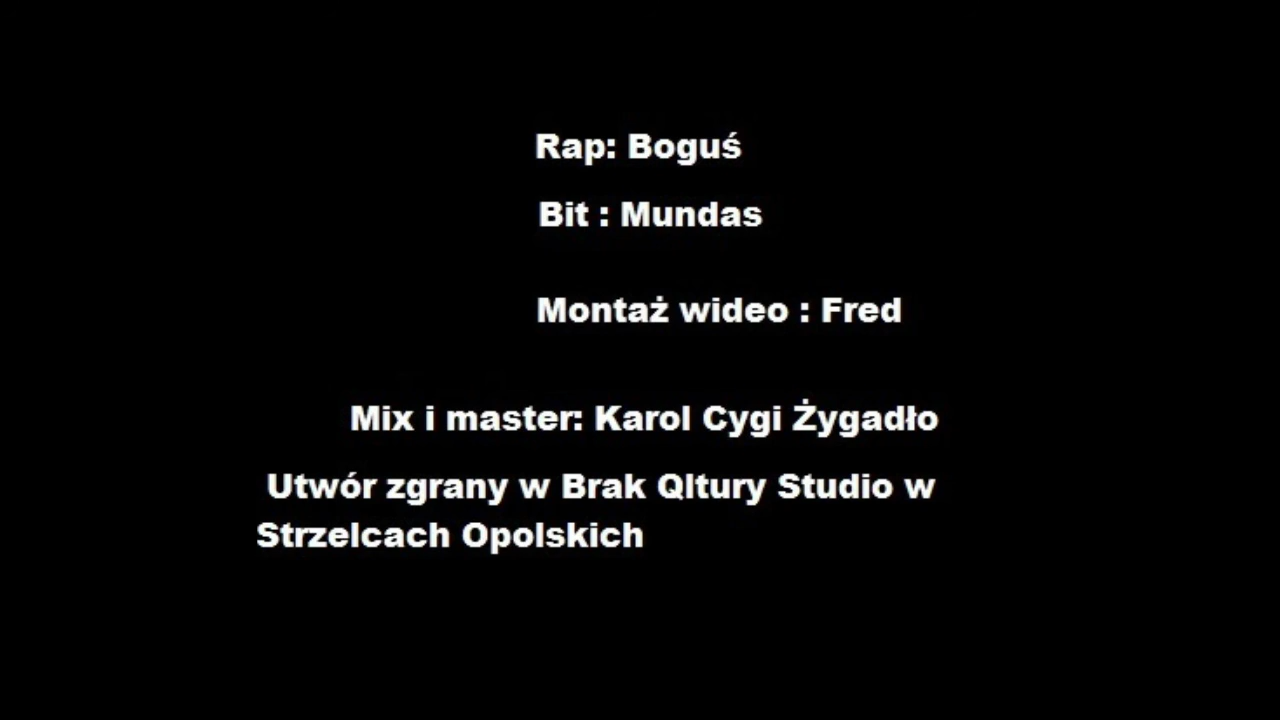 Rap: Boguś
Bit : Mundas
Montaż wideo : Fred
Mix i master: Karol Cygi Żygadło
Utwór zgrany w Brak Qltury Studio w
Strzelcach Opolskich